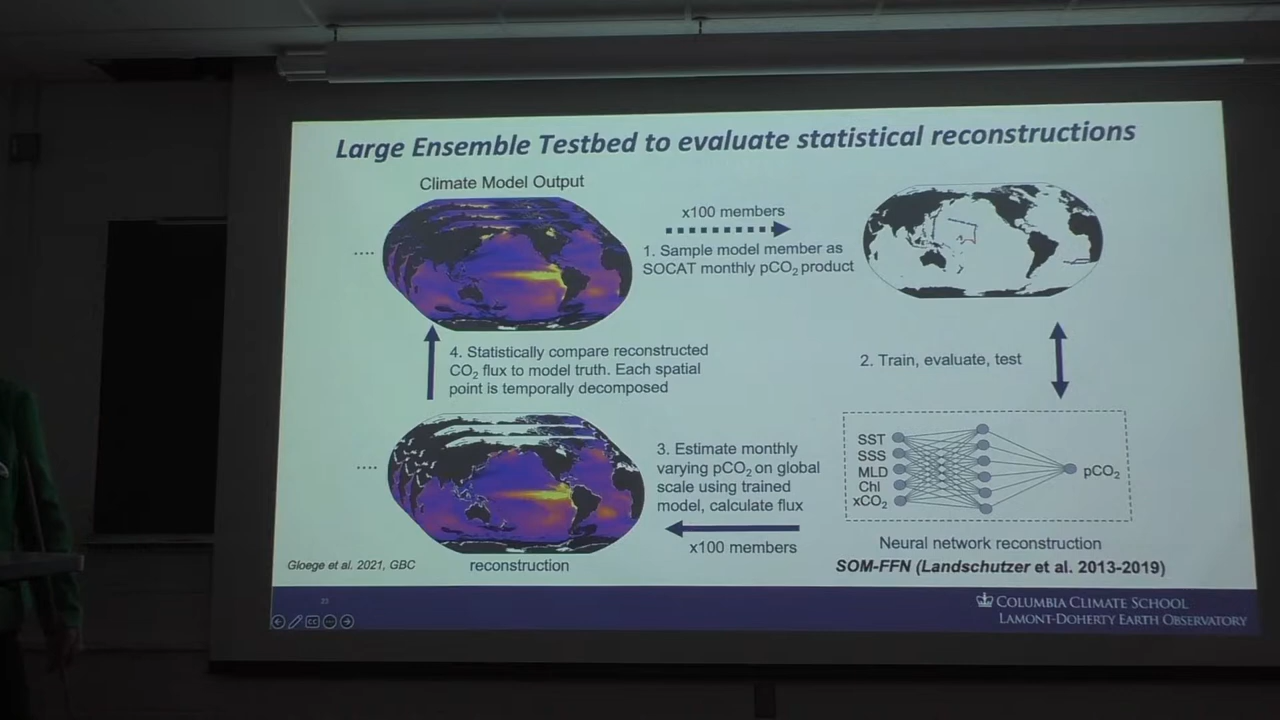 Large Ensemble Testbed to evaluate statistical reconstructions
Climate Model Output
x100 members
1. Sample model member as
SOCAT monthly pCO₂ product
....
4. Statistically compare reconstructed
CO₂ flux to model truth. Each spatial
point is temporally decomposed
2. Train, evaluate, test
....
3. Estimate monthly
varying pCO₂ on global
scale using trained
model, calculate flux
x100 members
SST
SSS
MLD
Chl
xCO₂
pCO₂
Neural network reconstruction
SOM-FFN (Landschutzer et al. 2013-2019)
Gloege et al. 2021, GBC
reconstruction
23
CC
COLUMBIA CLIMATE SCHOOL
LAMONT-DOHERTY EARTH OBSERVATORY